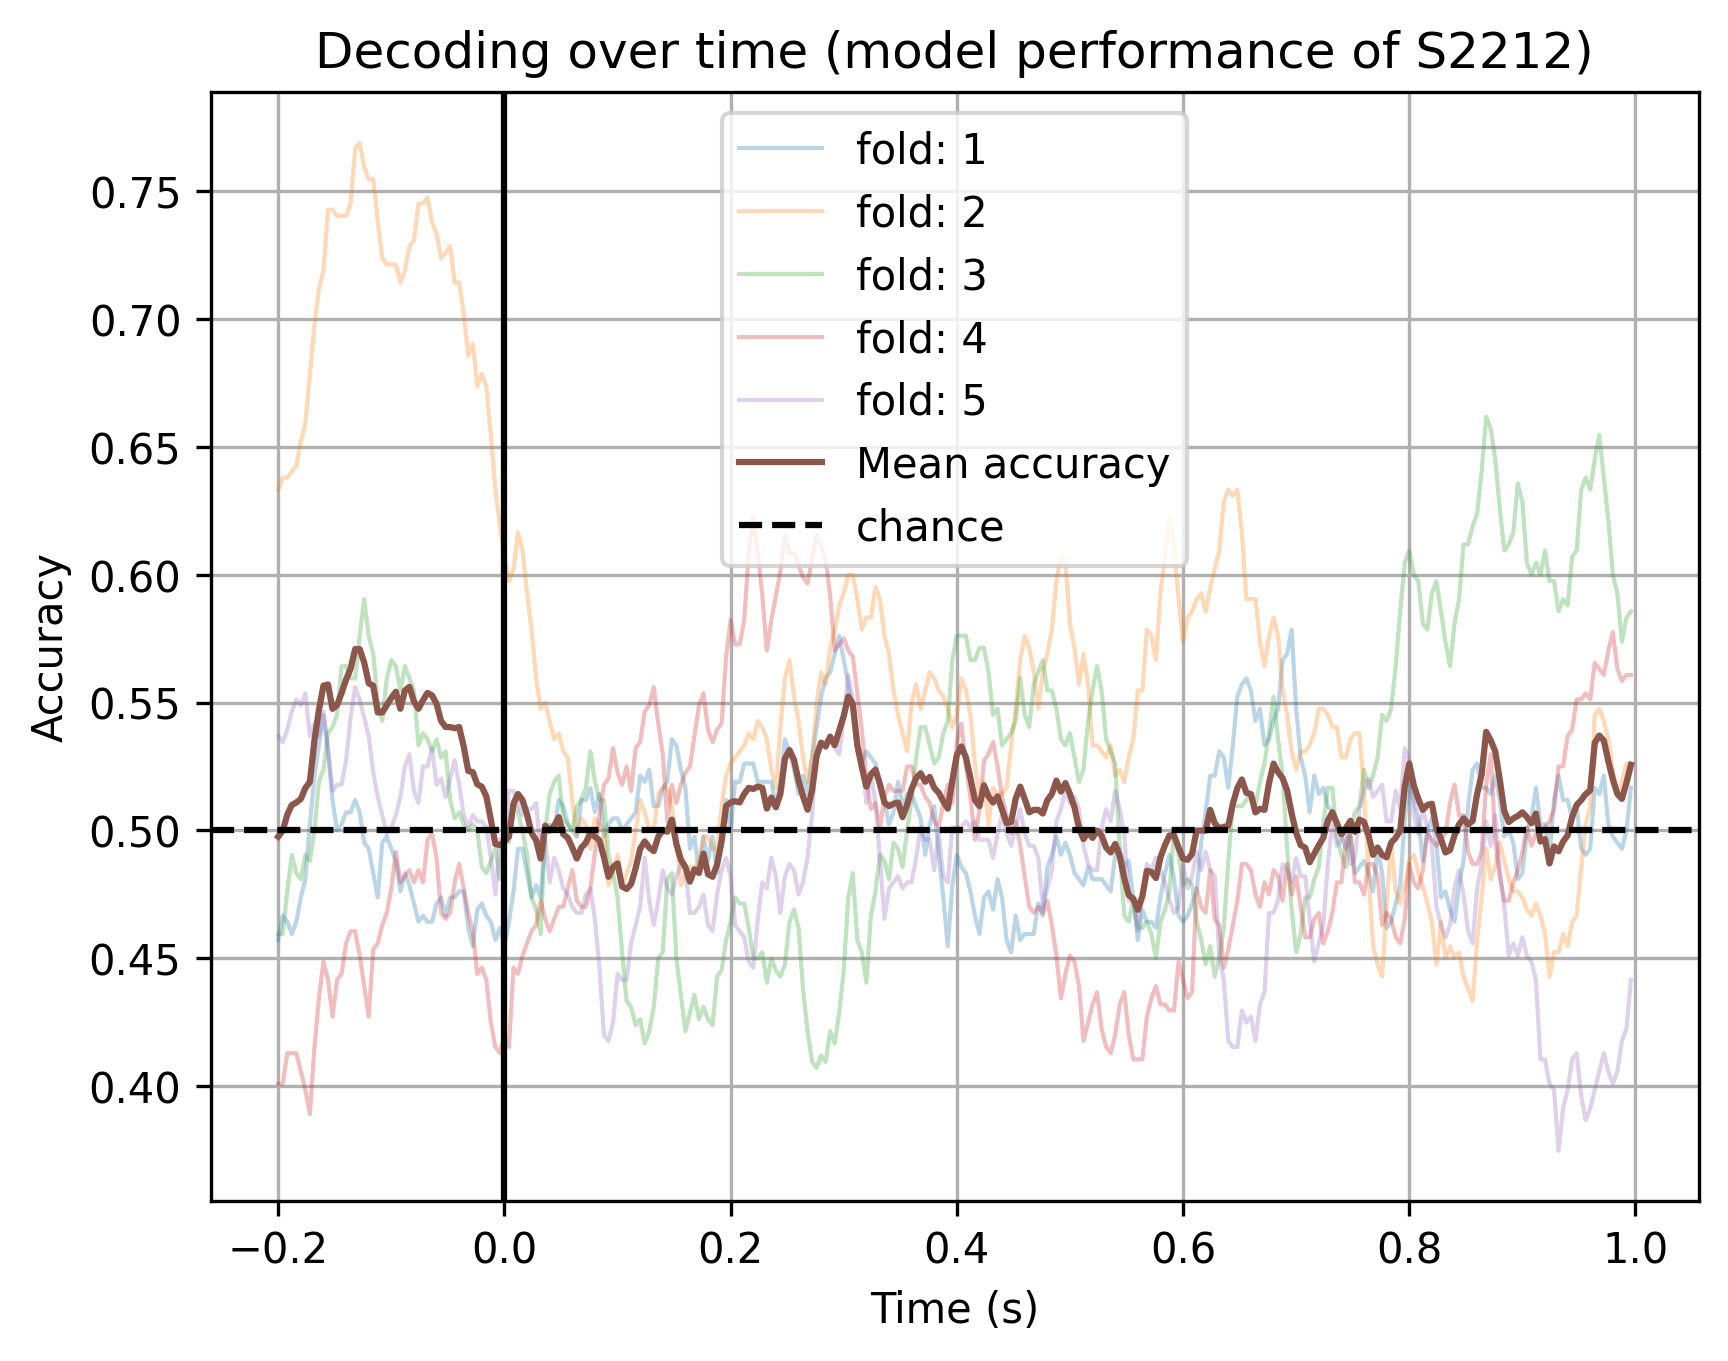 Decoding over time (model performance of S2212)
fold: 1
fold: 2
fold: 3
fold: 4
fold: 5
Mean accuracy
chance
Accuracy
0.75
0.70
0.65
0.60
0.55
0.50
0.45
0.40
−0.2 0.0 0.2 0.4 0.6 0.8 1.0
Time (s)